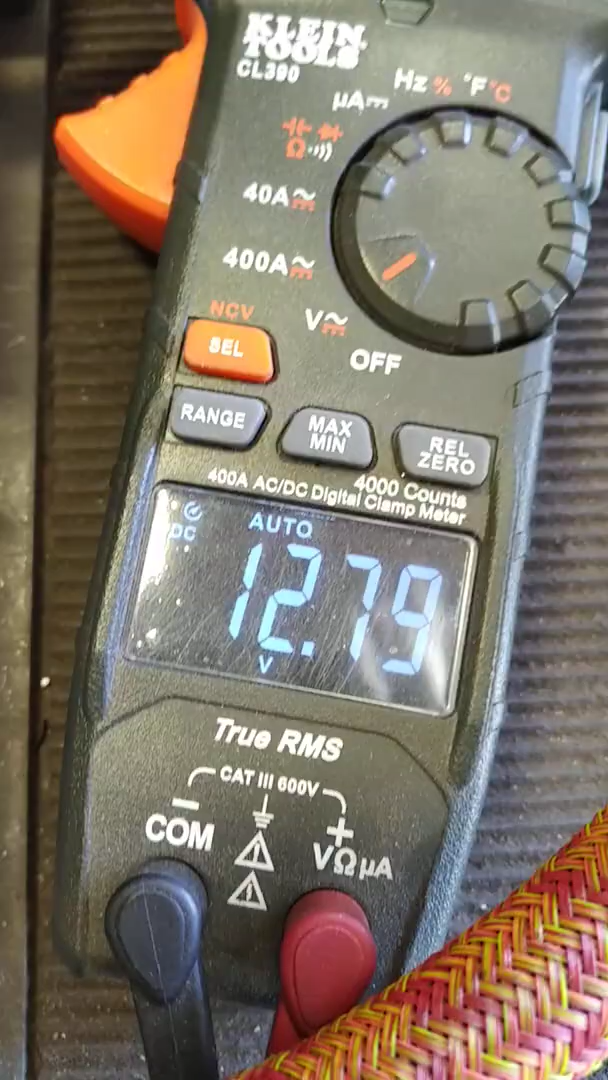 KLEIN
TOOLS
CL390
Hz % °F °C
μA⎓
Ω
40A
400A
V
OFF
NCV
SEL
RANGE
MAX
MIN
REL
ZERO
4000 Counts
400A AC/DC Digital Clamp Meter
DC
AUTO
12.79
V
True RMS
CAT III 600V
− +
COM VΩμA